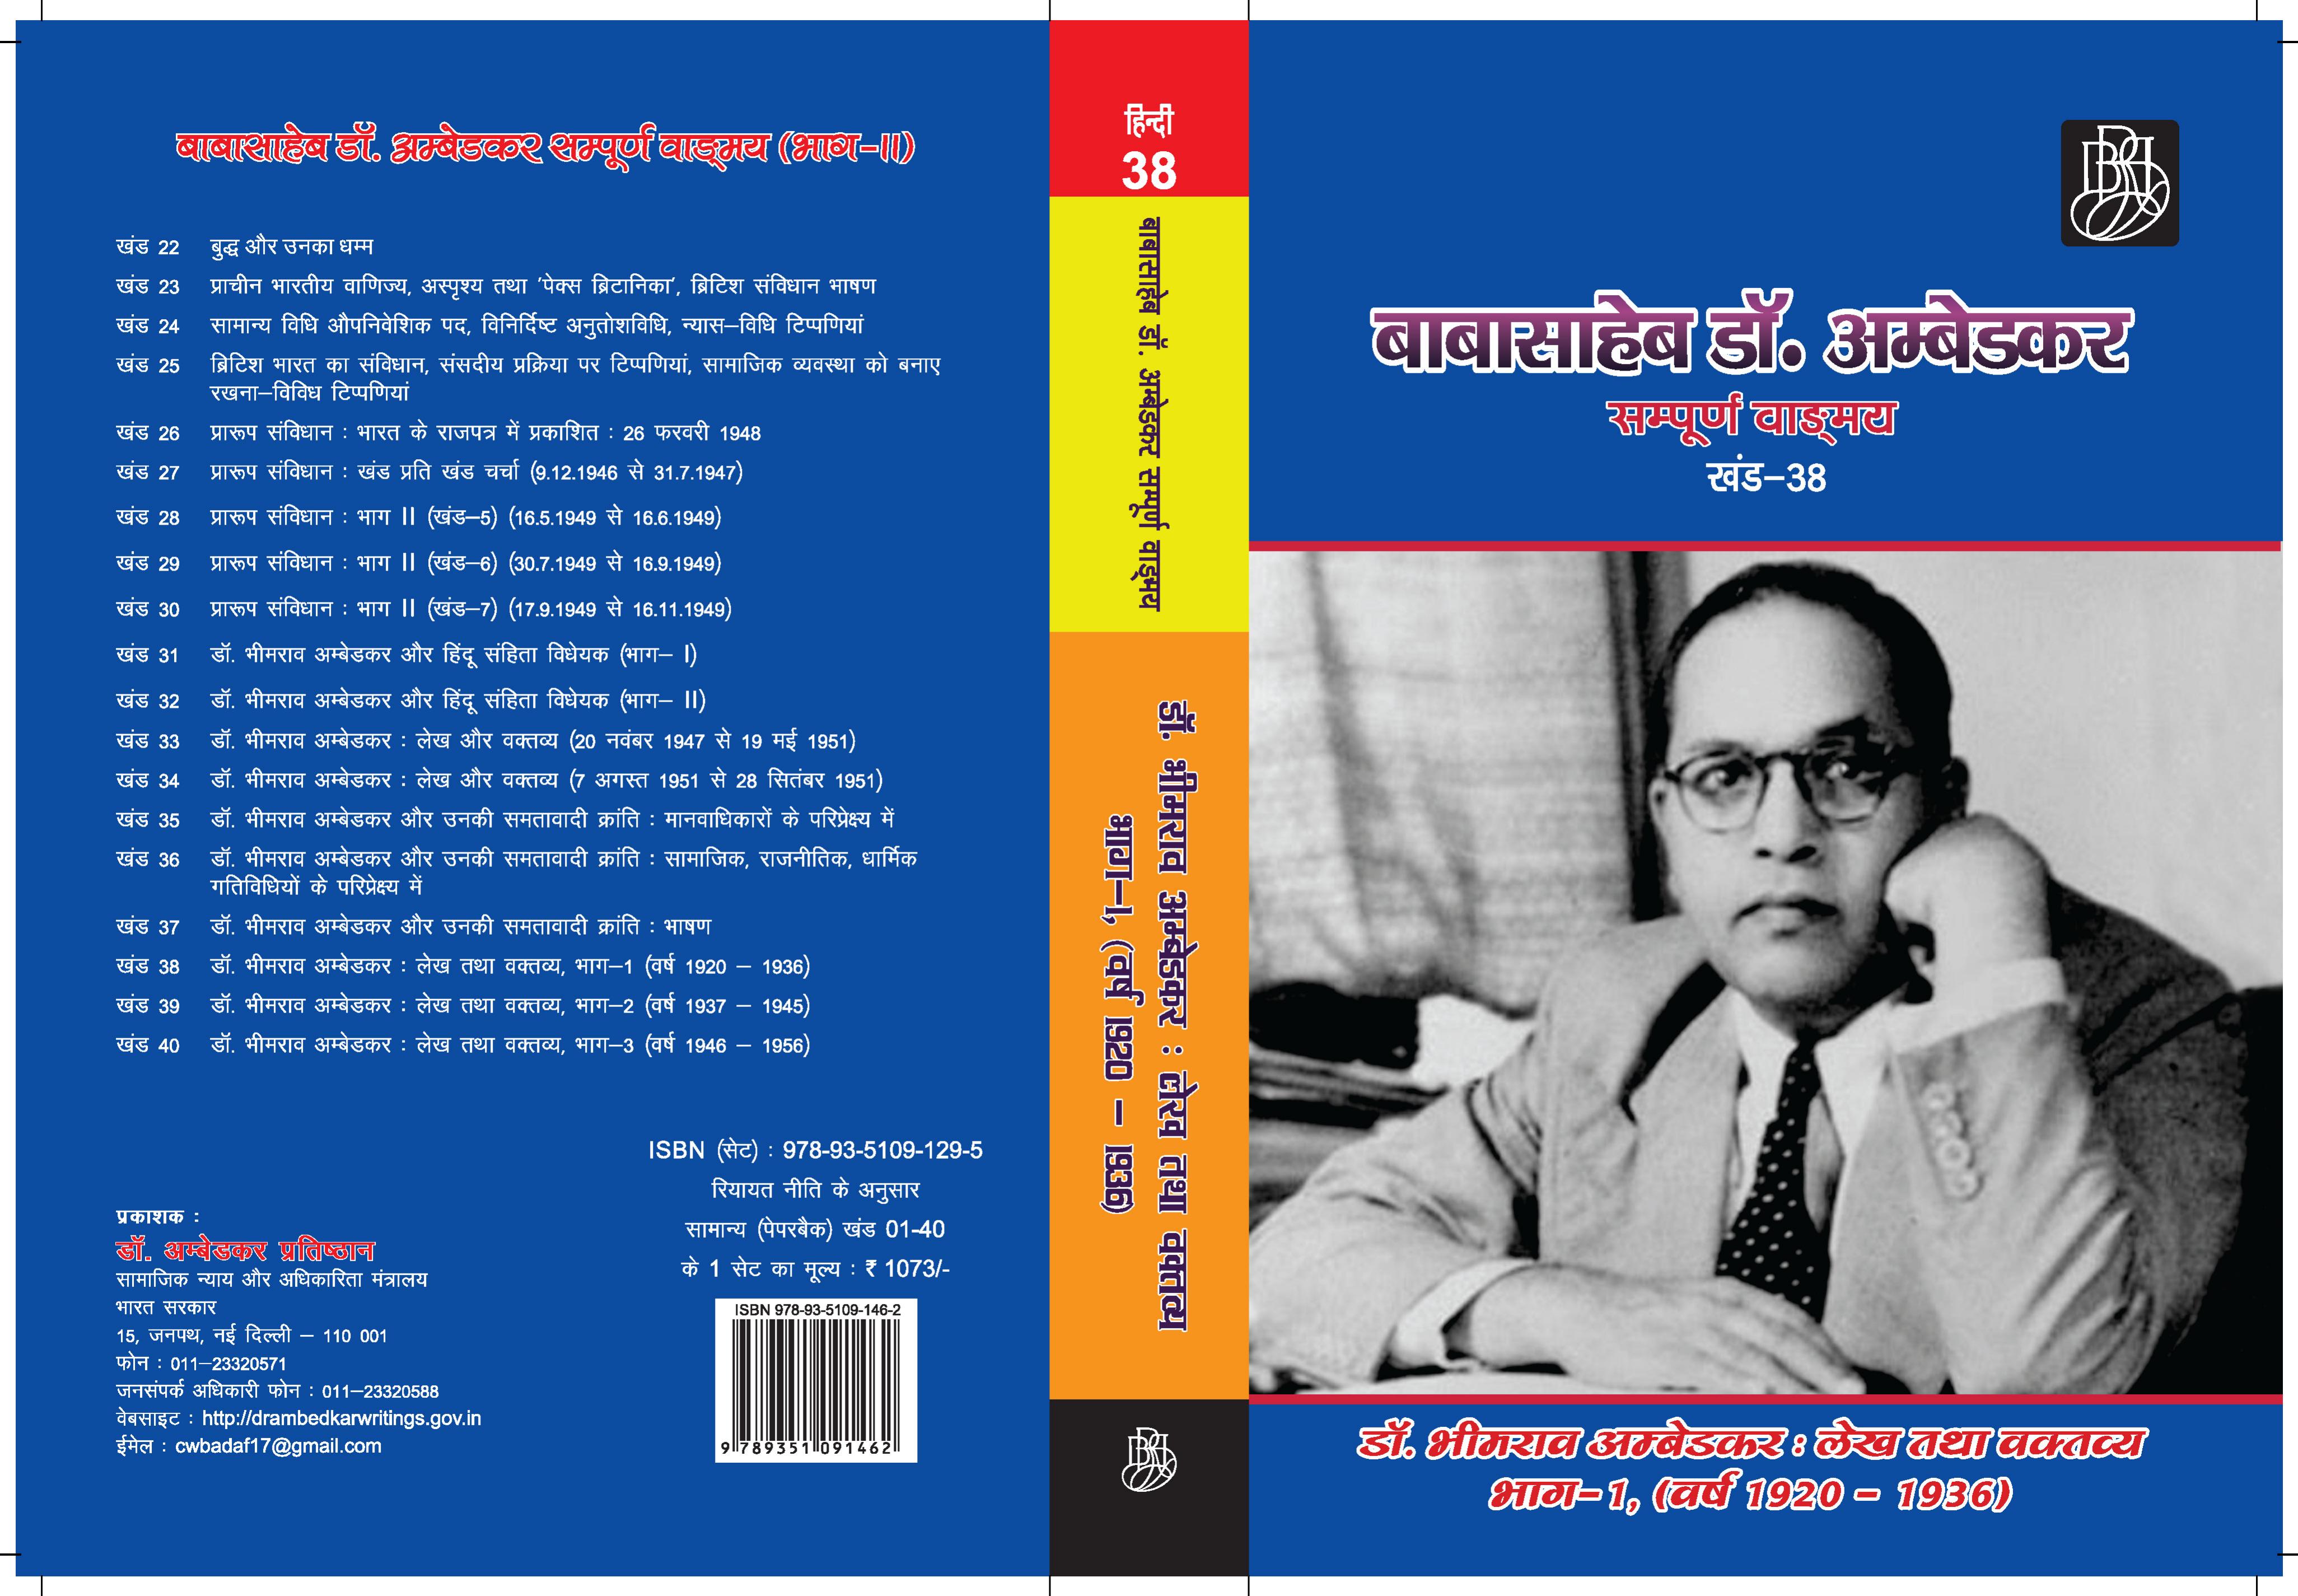 बाबासाहेब डॉ. अम्बेडकर सम्पूर्ण वाङ्मय (भाग-II)
खंड 22 बुद्ध और उनका धम्म
खंड 23 प्राचीन भारतीय वाणिज्य, अस्पृश्य तथा 'पेक्स ब्रिटानिका', ब्रिटिश संविधान भाषण
खंड 24 सामान्य विधि औपनिवेशिक पद, विनिर्दिष्ट अनुतोशविधि, न्यास–विधि टिप्पणियां
खंड 25 ब्रिटिश भारत का संविधान, संसदीय प्रक्रिया पर टिप्पणियां, सामाजिक व्यवस्था को बनाए
रखना–विविध टिप्पणियां
खंड 26 प्रारूप संविधान : भारत के राजपत्र में प्रकाशित : 26 फरवरी 1948
खंड 27 प्रारूप संविधान : खंड प्रति खंड चर्चा (9.12.1946 से 31.7.1947)
खंड 28 प्रारूप संविधान : भाग II (खंड–5) (16.5.1949 से 16.6.1949)
खंड 29 प्रारूप संविधान : भाग II (खंड–6) (30.7.1949 से 16.9.1949)
खंड 30 प्रारूप संविधान : भाग II (खंड–7) (17.9.1949 से 16.11.1949)
खंड 31 डॉ. भीमराव अम्बेडकर और हिंदू संहिता विधेयक (भाग– I)
खंड 32 डॉ. भीमराव अम्बेडकर और हिंदू संहिता विधेयक (भाग– II)
खंड 33 डॉ. भीमराव अम्बेडकर : लेख और वक्तव्य (20 नवंबर 1947 से 19 मई 1951)
खंड 34 डॉ. भीमराव अम्बेडकर : लेख और वक्तव्य (7 अगस्त 1951 से 28 सितंबर 1951)
खंड 35 डॉ. भीमराव अम्बेडकर और उनकी समतावादी क्रांति : मानवाधिकारों के परिप्रेक्ष्य में
खंड 36 डॉ. भीमराव अम्बेडकर और उनकी समतावादी क्रांति : सामाजिक, राजनीतिक, धार्मिक
गतिविधियों के परिप्रेक्ष्य में
खंड 37 डॉ. भीमराव अम्बेडकर और उनकी समतावादी क्रांति : भाषण
खंड 38 डॉ. भीमराव अम्बेडकर : लेख तथा वक्तव्य, भाग–1 (वर्ष 1920 – 1936)
खंड 39 डॉ. भीमराव अम्बेडकर : लेख तथा वक्तव्य, भाग–2 (वर्ष 1937 – 1945)
खंड 40 डॉ. भीमराव अम्बेडकर : लेख तथा वक्तव्य, भाग–3 (वर्ष 1946 – 1956)
ISBN (सेट) : 978-93-5109-129-5
रियायत नीति के अनुसार
सामान्य (पेपरबैक) खंड 01-40
के 1 सेट का मूल्य : ₹ 1073/-
ISBN 978-93-5109-146-2
9 789351 091462
प्रकाशक :
डॉ. अम्बेडकर प्रतिष्ठान
सामाजिक न्याय और अधिकारिता मंत्रालय
भारत सरकार
15, जनपथ, नई दिल्ली – 110 001
फोन : 011–23320571
जनसंपर्क अधिकारी फोन : 011–23320588
वेबसाइट : http://drambedkarwritings.gov.in
ईमेल : cwbadaf17@gmail.com
हिन्दी
38
बाबासाहेब डॉ. अम्बेडकर सम्पूर्ण वाङ्मय
डॉ. भीमराव अम्बेडकर : लेख तथा वक्तव्य
भाग–1, (वर्ष 1920 – 1936)
बाबासाहेब डॉ. अम्बेडकर
सम्पूर्ण वाङ्मय
खंड–38
डॉ. भीमराव अम्बेडकर : लेख तथा वक्तव्य
भाग–1, (वर्ष 1920 – 1936)